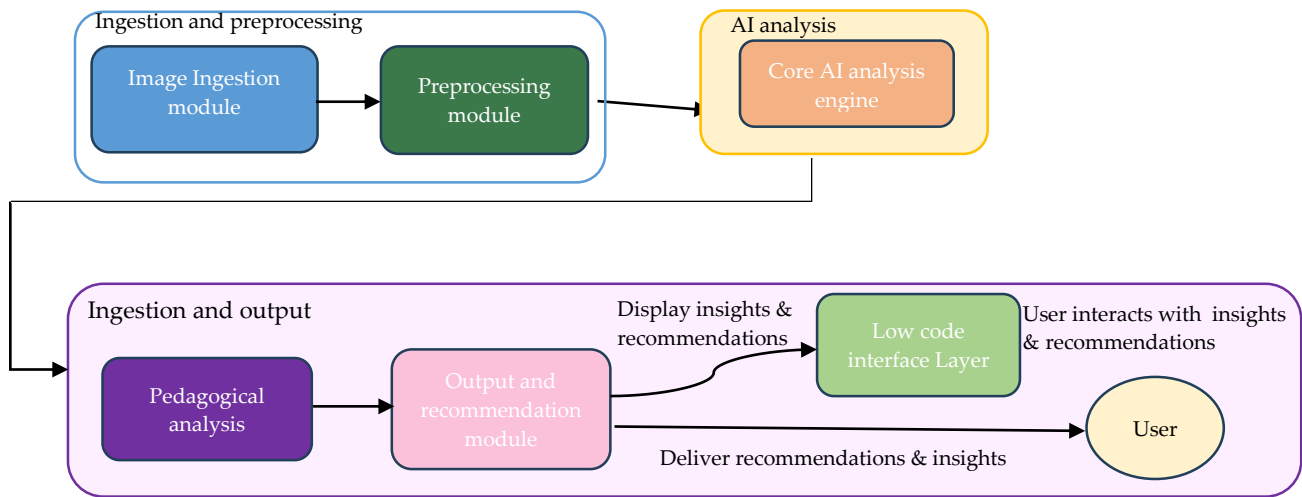 Ingestion and preprocessing
Image Ingestion
module
Preprocessing
module
AI analysis
Core AI analysis
engine
Ingestion and output
Pedagogical
analysis
Output and
recommendation
module
Display insights &
recommendations
Low code
interface Layer
User interacts with insights
& recommendations
Deliver recommendations & insights
User